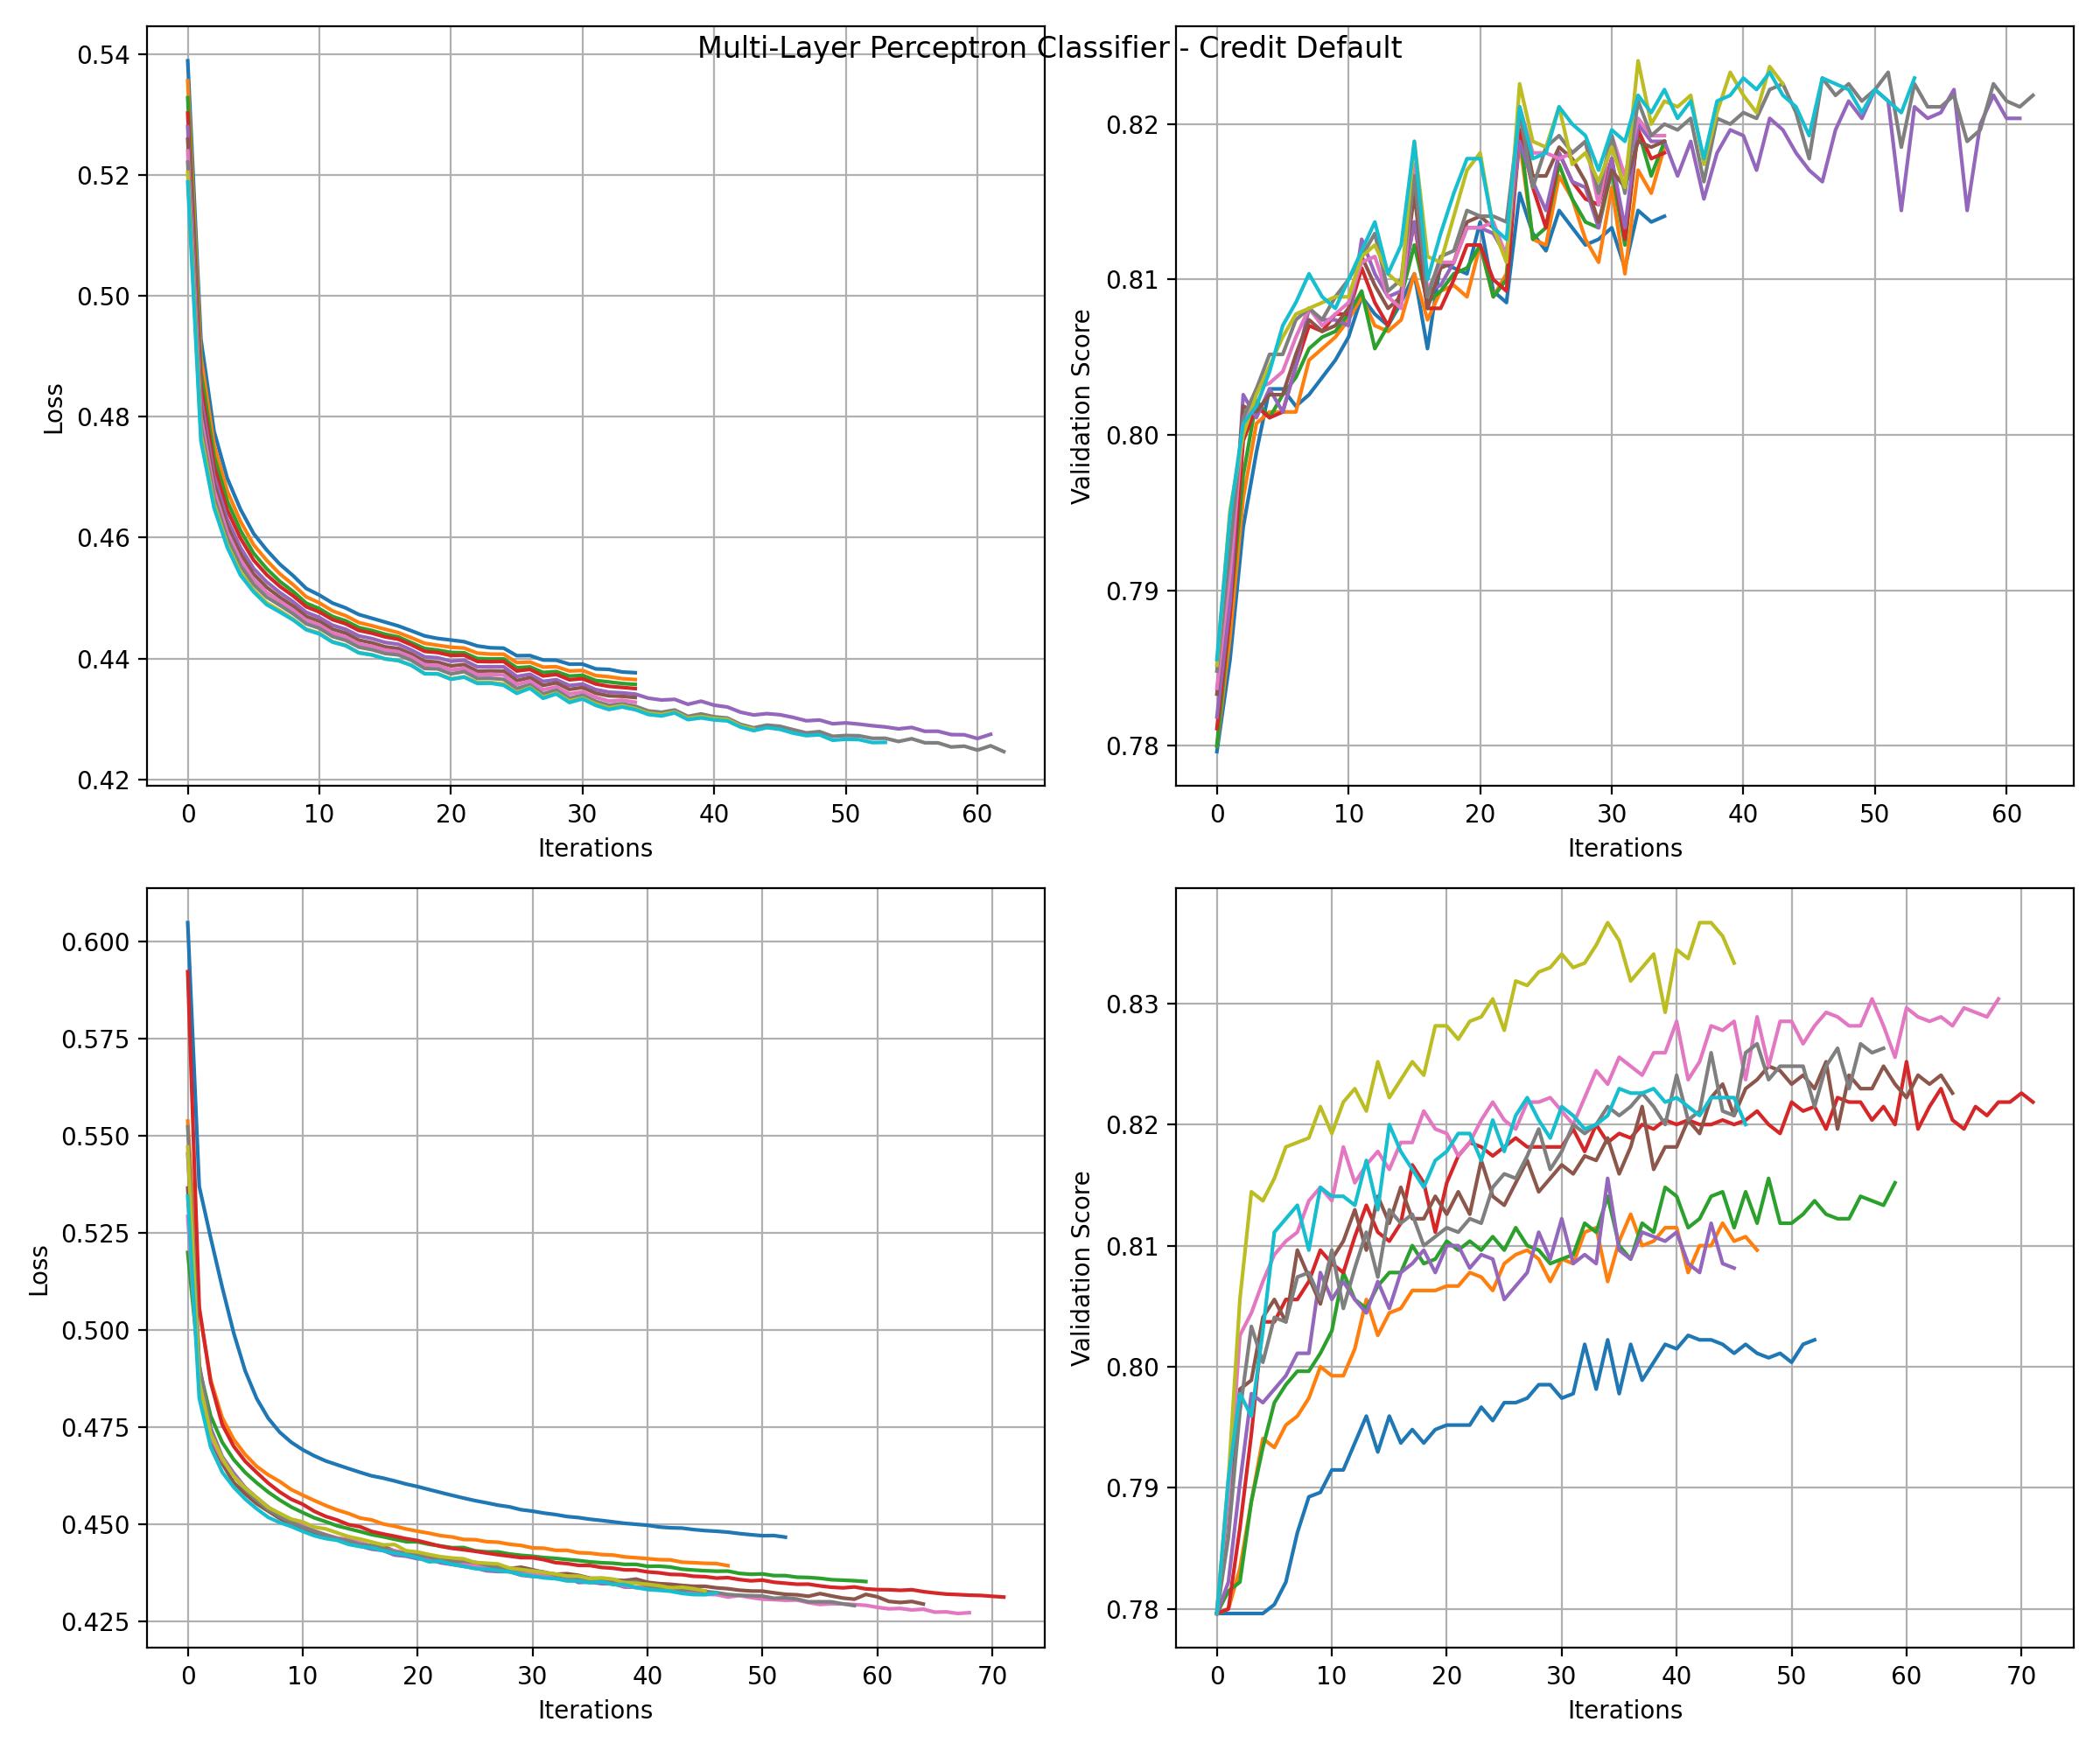 Multi-Layer Perceptron Classifier - Credit Default
0.54
0.52
0.50
0.48
0.46
0.44
0.42
Loss
0 10 20 30 40 50 60
Iterations
0.82
0.81
0.80
0.79
0.78
Validation Score
0 10 20 30 40 50 60
Iterations
0.600
0.575
0.550
0.525
0.500
0.475
0.450
0.425
Loss
0 10 20 30 40 50 60 70
Iterations
0.83
0.82
0.81
0.80
0.79
0.78
Validation Score
0 10 20 30 40 50 60 70
Iterations